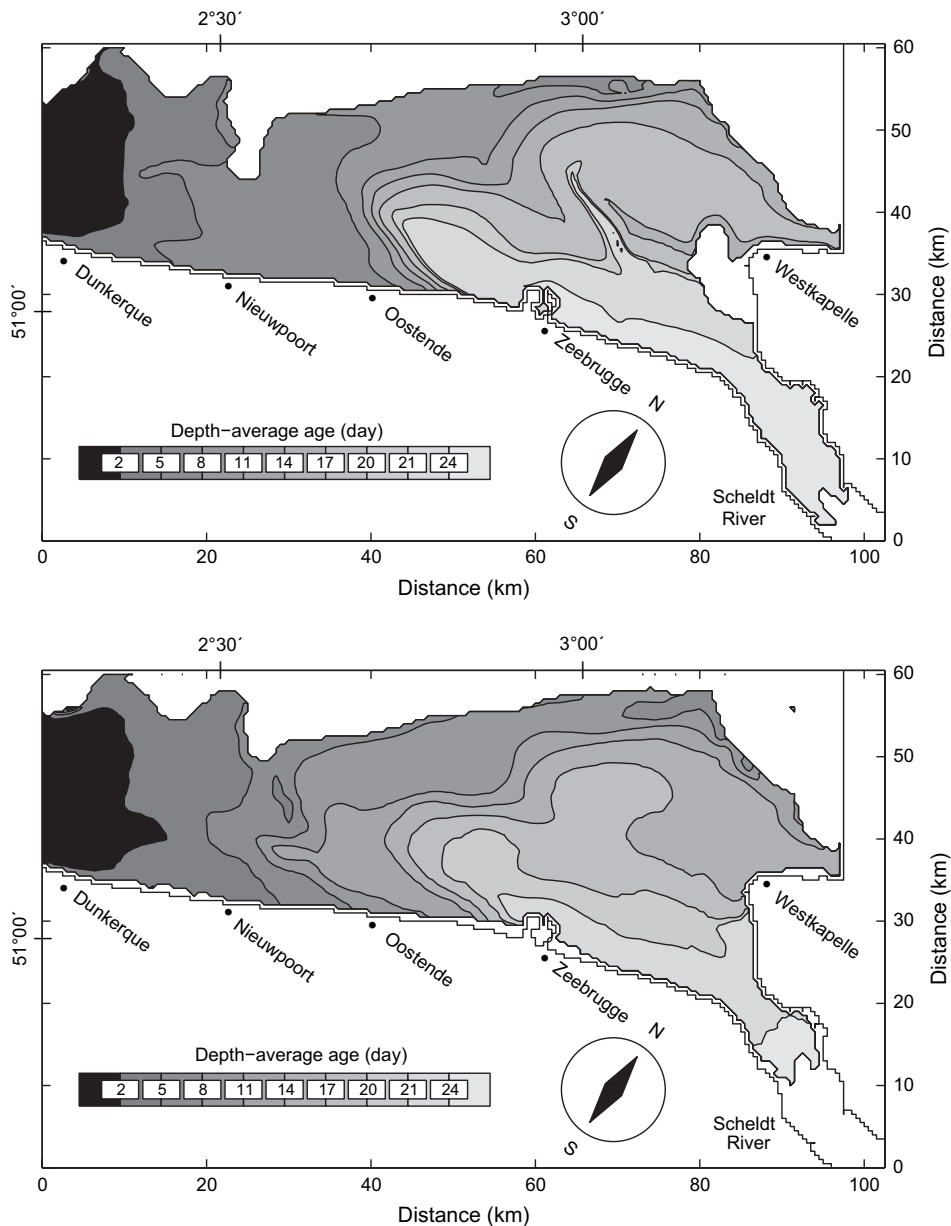 2°30´ 3°00´
60
50
40
30
20
10
0
Distance (km)
51°00´
Dunkerque
Nieuwpoort
Oostende
Zeebrugge
Westkapelle
Depth−average age (day)
2 5 8 11 14 17 20 21 24
N
S
Scheldt
River
0 20 40 60 80 100
Distance (km)
2°30´ 3°00´
60
50
40
30
20
10
0
Distance (km)
51°00´
Dunkerque
Nieuwpoort
Oostende
Zeebrugge
Westkapelle
Depth−average age (day)
2 5 8 11 14 17 20 21 24
N
S
Scheldt
River
0 20 40 60 80 100
Distance (km)